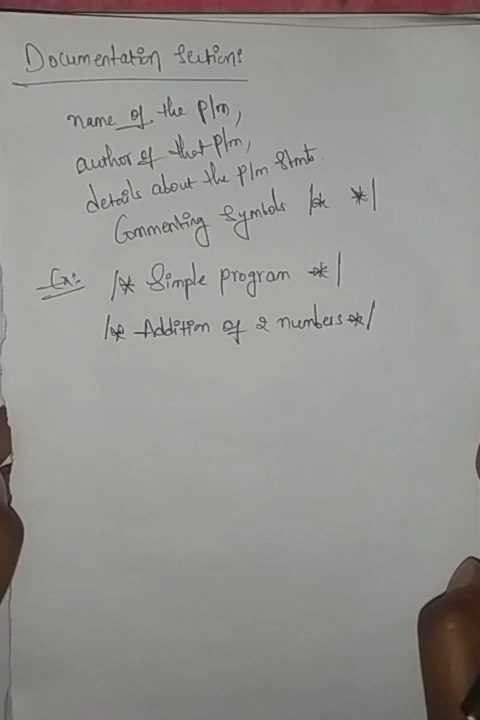 Documentation Section:
name of the p/m,
author of that p/m,
details about the p/m stmts.
Commenting symbols /* */
Ex: /* Simple program */
/* Addition of 2 numbers */